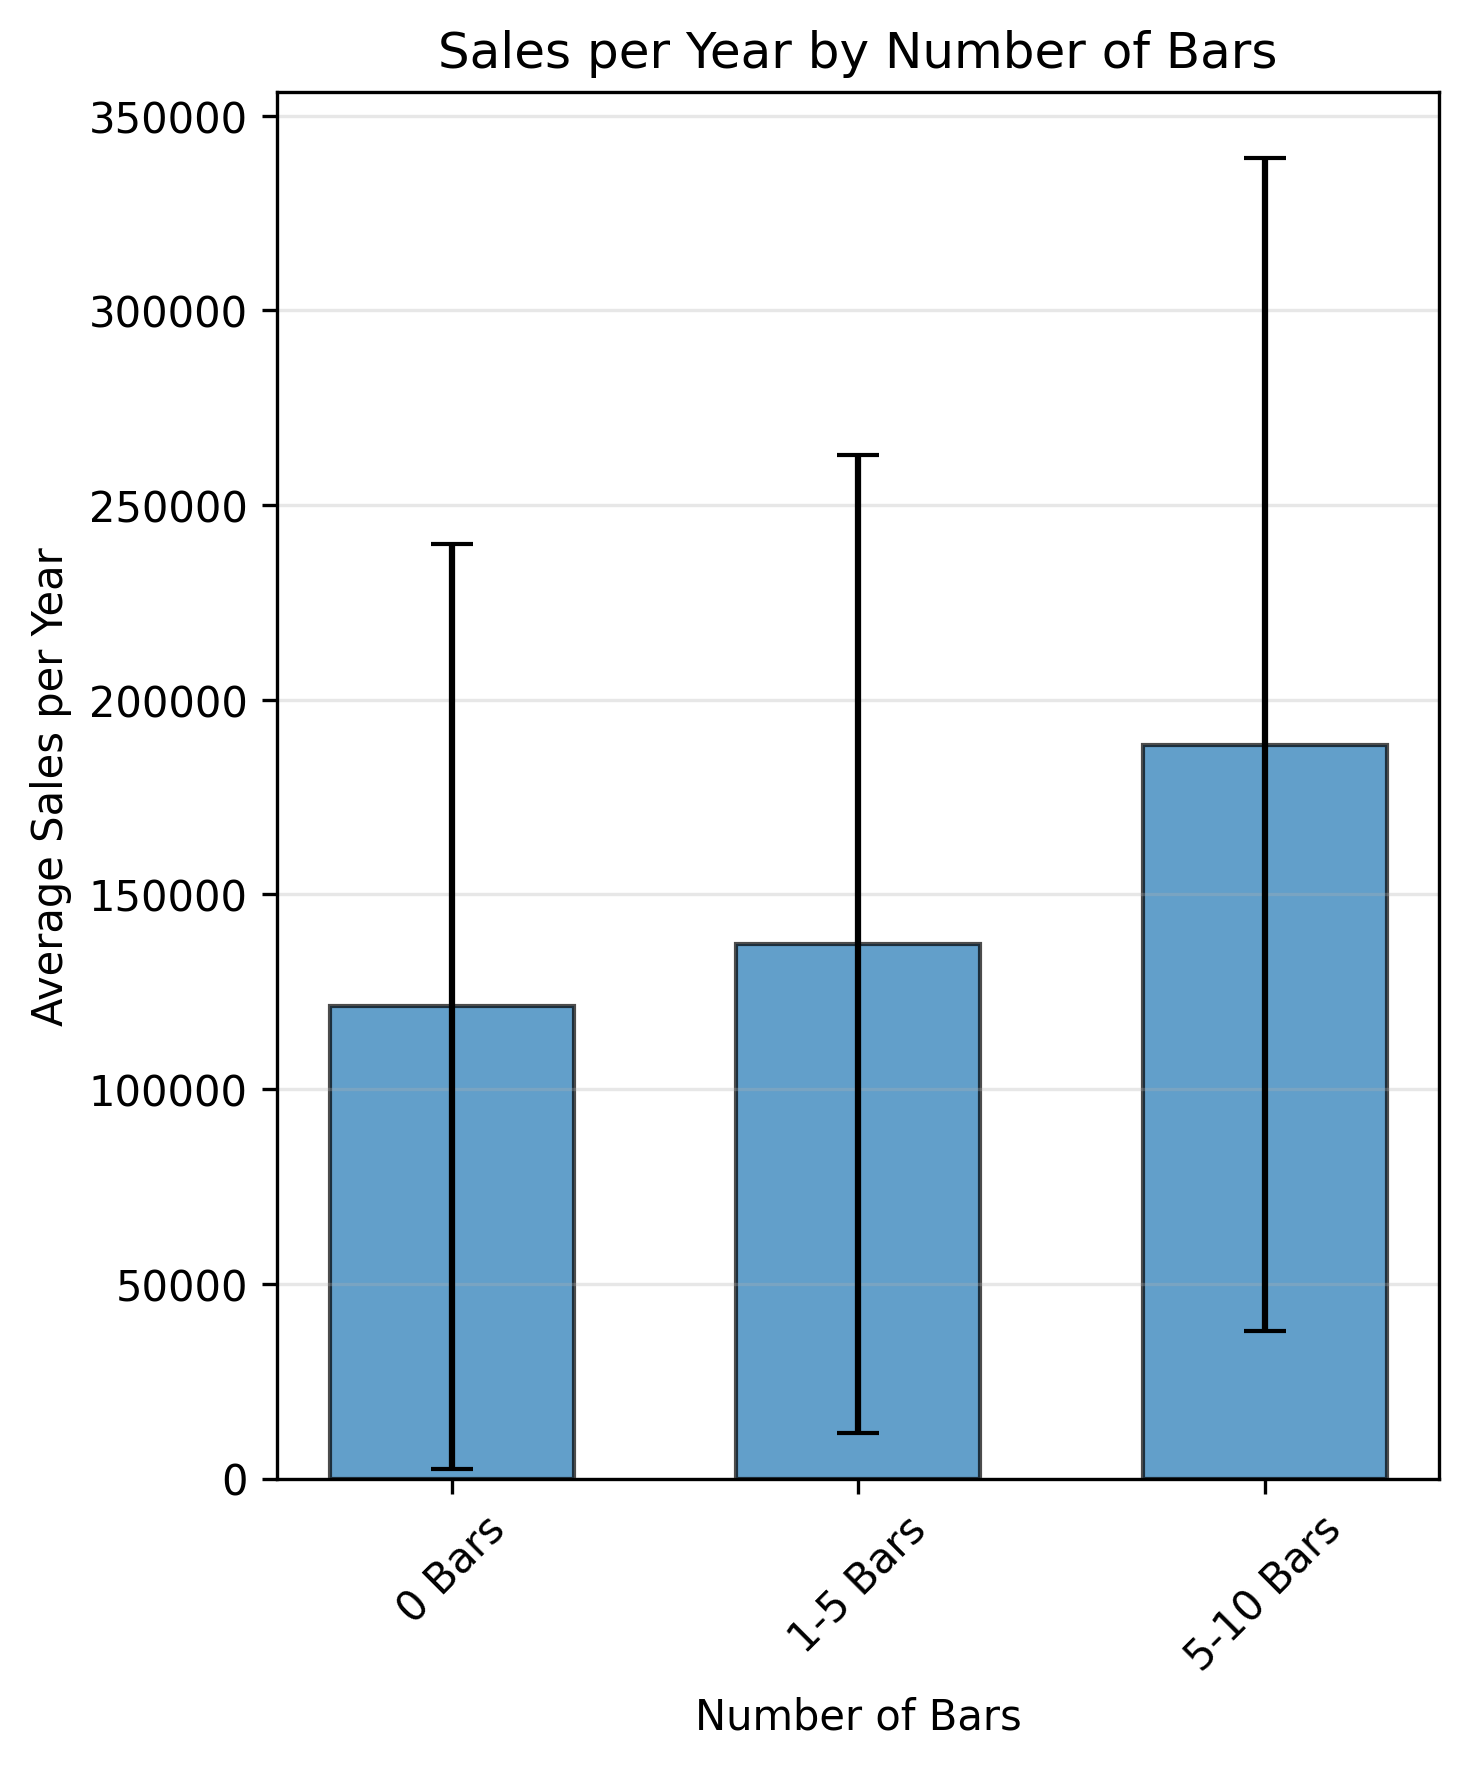 Sales per Year by Number of Bars
350000
300000
250000
200000
150000
100000
50000
0
Average Sales per Year
0 Bars
1-5 Bars
5-10 Bars
Number of Bars